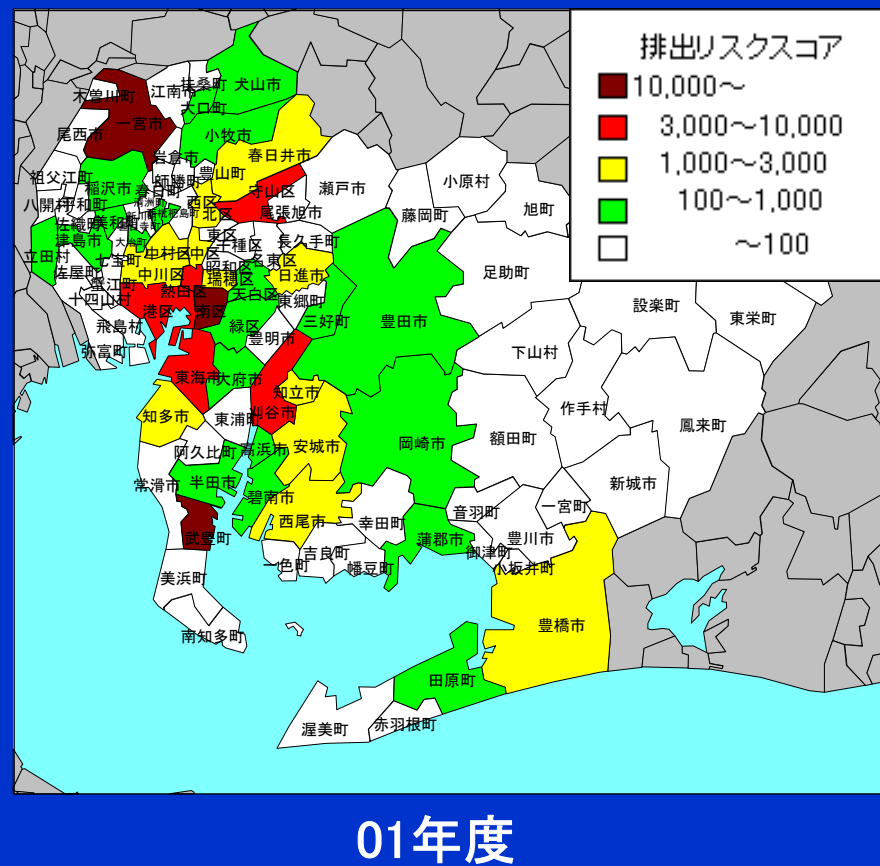 排出リスクスコア
10,000～
3,000～10,000
1,000～3,000
100～1,000
～100
扶桑町
犬山市
木曽川町
江南市
大口町
一宮市
尾西市
小牧市
岩倉市
春日井市
祖父江町
師勝町
豊山町
稲沢市
春日町
西区
守山区
瀬戸市
小原村
旭町
八開村
平和町
北区
尾張旭市
藤岡町
佐織町
美和町
東区
千種区
長久手町
津島市
大治町
立田村
七宝町
中村区
中区
昭和区
名東区
足助町
佐屋町
中川区
瑞穂区
日進市
蟹江町
熱田区
天白区
東郷町
十四山村
港区
南区
三好町
豊田市
設楽町
東栄町
飛島村
緑区
豊明市
弥富町
下山村
東海市
大府市
知立市
作手村
知多市
東浦町
刈谷市
鳳来町
阿久比町
高浜市
安城市
岡崎市
額田町
常滑市
半田市
碧南市
新城市
西尾市
幸田町
音羽町
一宮町
武豊町
蒲郡市
豊川市
吉良町
御津町
一色町
幡豆町
小坂井町
美浜町
豊橋市
南知多町
田原町
渥美町
赤羽根町
01年度